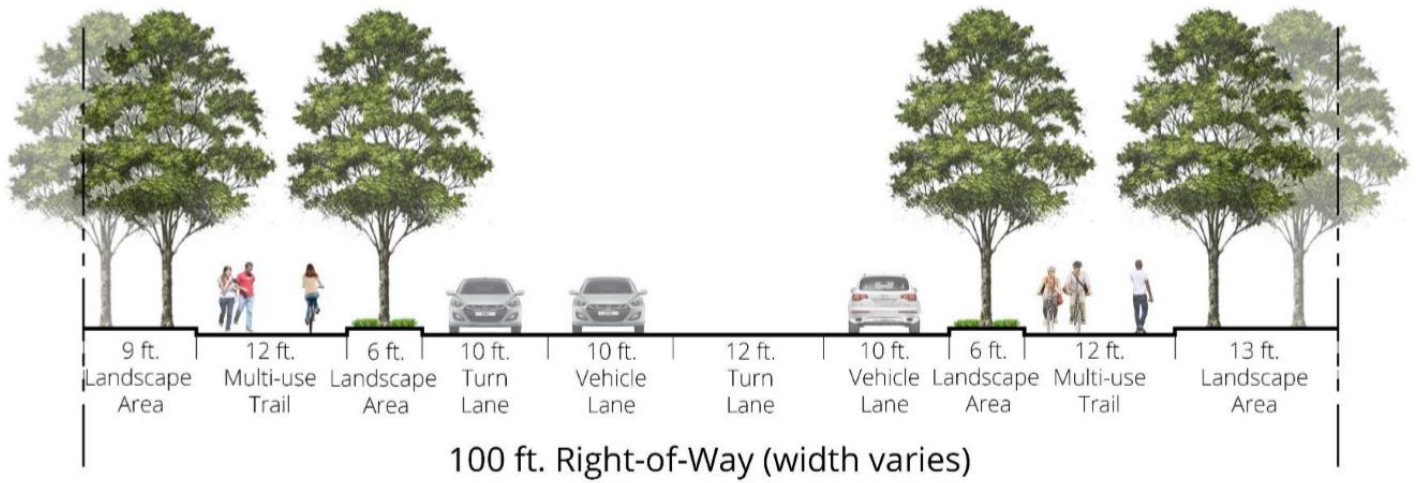 9 ft.
Landscape
Area
12 ft.
Multi-use
Trail
6 ft.
Landscape
Area
10 ft.
Turn
Lane
10 ft.
Vehicle
Lane
12 ft.
Turn
Lane
10 ft.
Vehicle
Lane
6 ft.
Landscape
Area
12 ft.
Multi-use
Trail
13 ft.
Landscape
Area
100 ft. Right-of-Way (width varies)